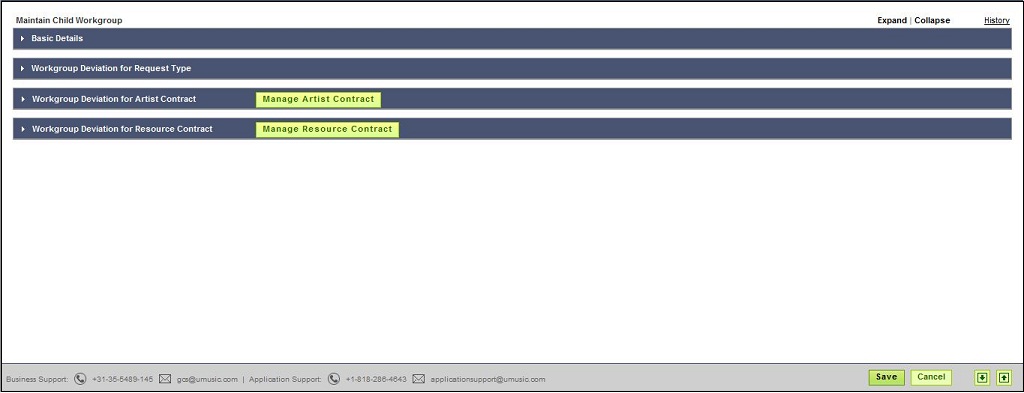 Maintain Child Workgroup Expand | Collapse History
Basic Details
Workgroup Deviation for Request Type
Workgroup Deviation for Artist Contract Manage Artist Contract
Workgroup Deviation for Resource Contract Manage Resource Contract
Business Support: +31-35-5489-145 gcs@umusic.com | Application Support: +1-818-286-4643 applicationsupport@umusic.com Save Cancel